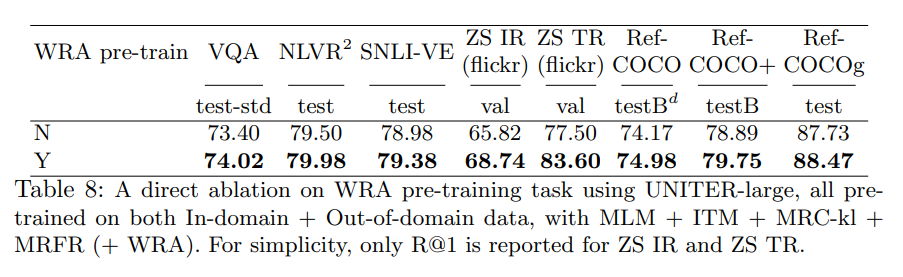 WRA pre-train VQA NLVR² SNLI-VE ZS IR (flickr) ZS TR (flickr) Ref-COCO Ref-COCO+ Ref-COCOg
test-std test test val val testBᵈ testB test
N 73.40 79.50 78.98 65.82 77.50 74.17 78.89 87.73
Y 74.02 79.98 79.38 68.74 83.60 74.98 79.75 88.47
Table 8: A direct ablation on WRA pre-training task using UNITER-large, all pre-
trained on both In-domain + Out-of-domain data, with MLM + ITM + MRC-kl +
MRFR (+ WRA). For simplicity, only R@1 is reported for ZS IR and ZS TR.